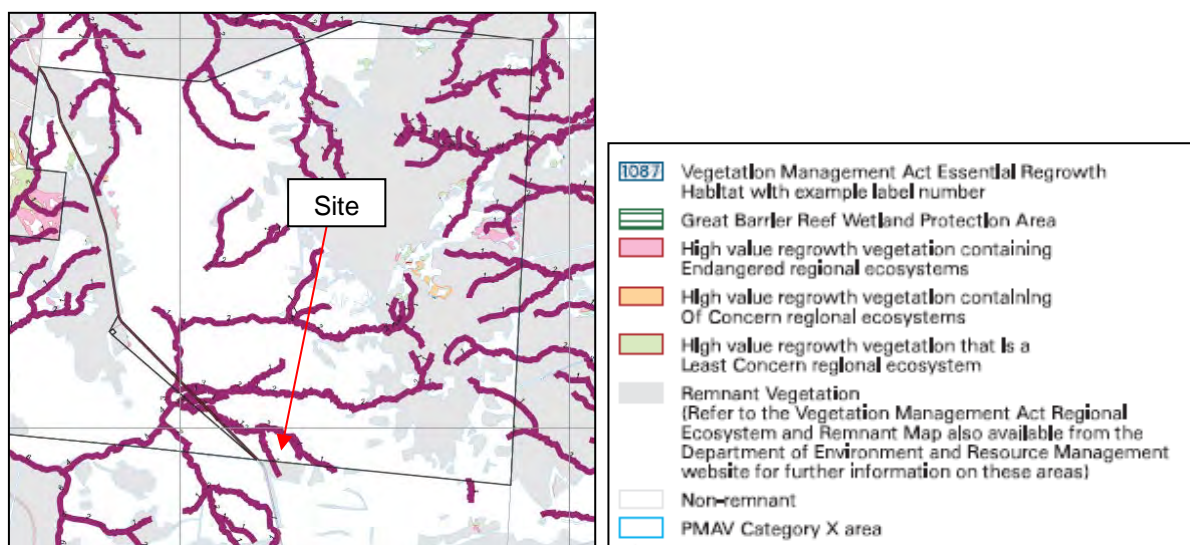 Site
1087 Vegetation Management Act Essential Regrowth
Habitat with example label number
Great Barrier Reef Wetland Protection Area
High value regrowth vegetation containing
Endangered regional ecosystems
High value regrowth vegetation containing
Of Concern regional ecosystems
High value regrowth vegetation that is a
Least Concern regional ecosystem
Remnant Vegetation
(Refer to the Vegetation Management Act Regional
Ecosystem and Remnant Map also available from the
Department of Environment and Resource Management
website for further information on these areas)
Non-remnant
PMAV Category X area